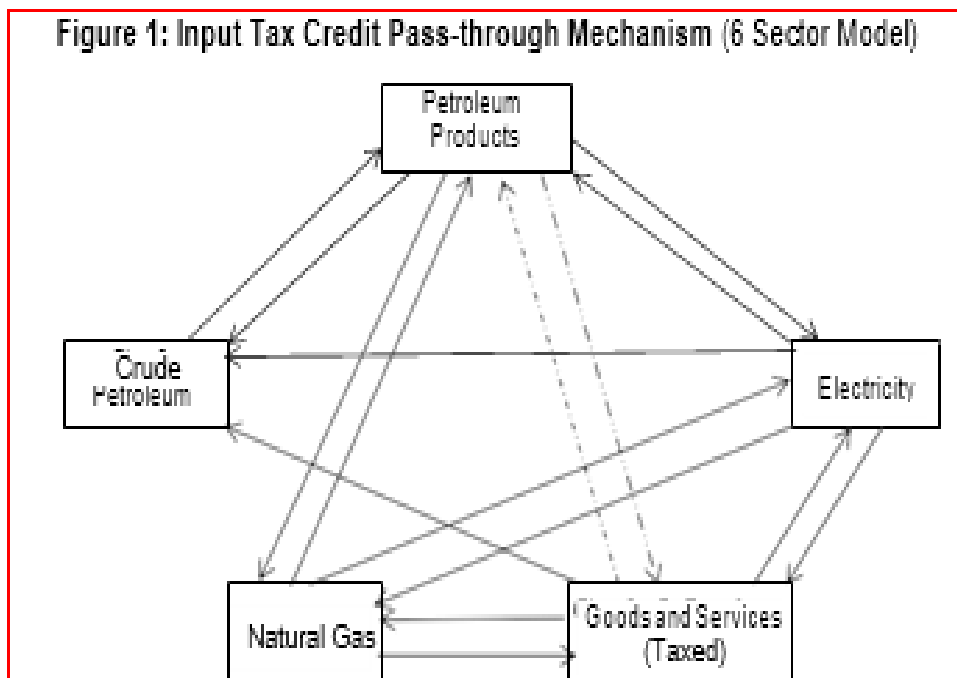 Figure 1: Input Tax Credit Pass-through Mechanism (6 Sector Model)
Petroleum
Products
Crude
Petroleum
Electricity
Natural Gas
Goods and Services
(Taxed)